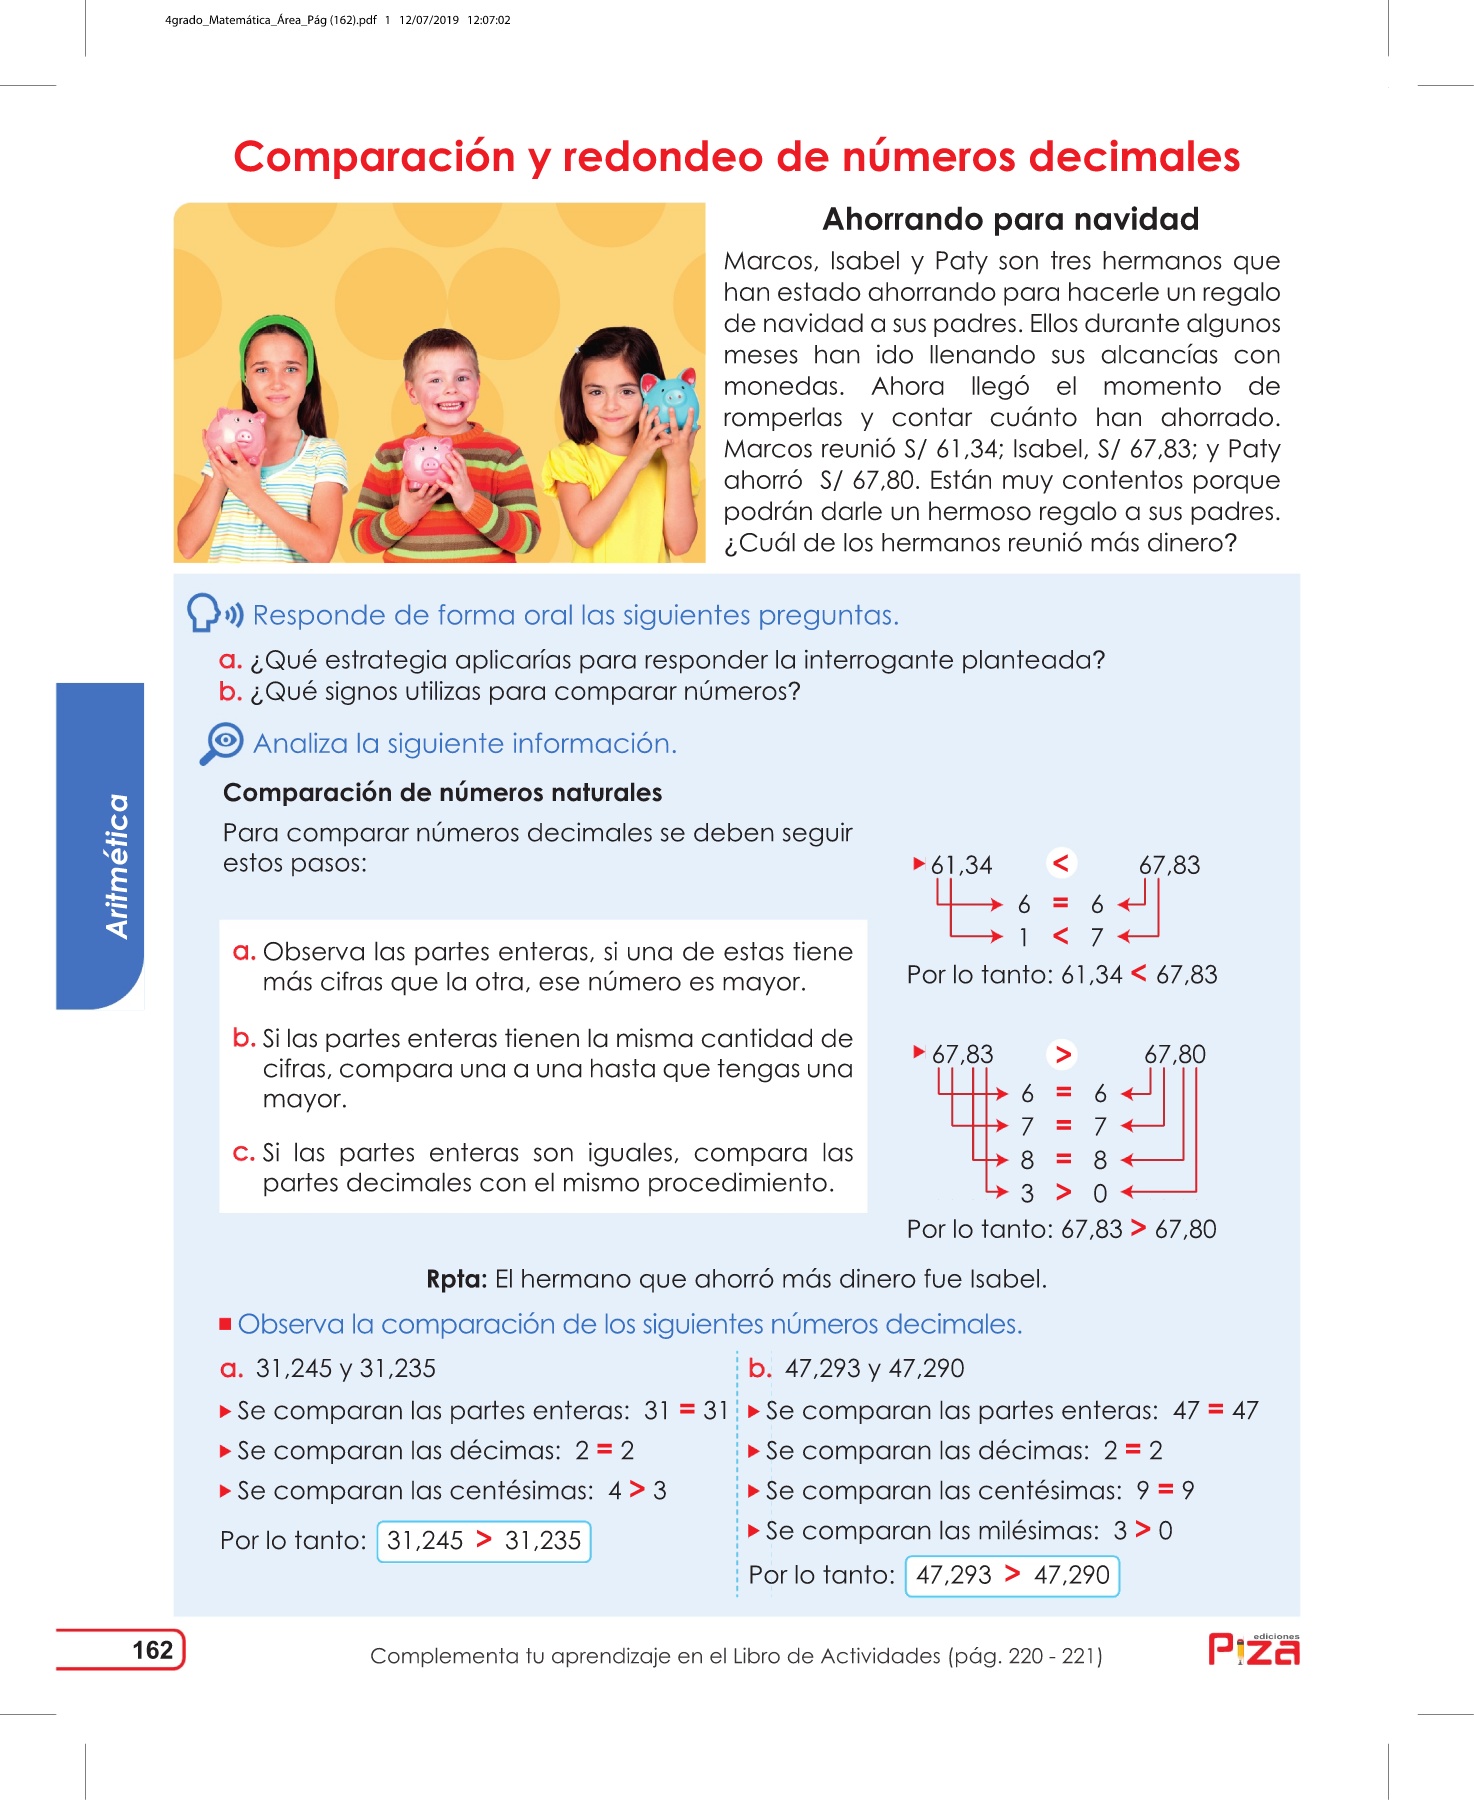 4grado_Matemática_Área_Pág (162).pdf   1   12/07/2019   12:07:02
Comparación y redondeo de números decimales
Ahorrando para navidad
Marcos, Isabel y Paty son tres hermanos que
han estado ahorrando para hacerle un regalo
de navidad a sus padres. Ellos durante algunos
meses han ido llenando sus alcancías con
monedas. Ahora llegó el momento de
romperlas y contar cuánto han ahorrado.
Marcos reunió S/ 61,34; Isabel, S/ 67,83; y Paty
ahorró S/ 67,80. Están muy contentos porque
podrán darle un hermoso regalo a sus padres.
¿Cuál de los hermanos reunió más dinero?
Responde de forma oral las siguientes preguntas.
a. ¿Qué estrategia aplicarías para responder la interrogante planteada?
b. ¿Qué signos utilizas para comparar números?
Analiza la siguiente información.
Comparación de números naturales
Para comparar números decimales se deben seguir
estos pasos:
a. Observa las partes enteras, si una de estas tiene
más cifras que la otra, ese número es mayor.
b. Si las partes enteras tienen la misma cantidad de
cifras, compara una a una hasta que tengas una
mayor.
c. Si las partes enteras son iguales, compara las
partes decimales con el mismo procedimiento.
61,34 < 67,83
6 = 6
1 < 7
Por lo tanto: 61,34 < 67,83
67,83 > 67,80
6 = 6
7 = 7
8 = 8
3 > 0
Por lo tanto: 67,83 > 67,80
Rpta: El hermano que ahorró más dinero fue Isabel.
Observa la comparación de los siguientes números decimales.
a. 31,245 y 31,235
Se comparan las partes enteras: 31 = 31
Se comparan las décimas: 2 = 2
Se comparan las centésimas: 4 > 3
Por lo tanto: 31,245 > 31,235
b. 47,293 y 47,290
Se comparan las partes enteras: 47 = 47
Se comparan las décimas: 2 = 2
Se comparan las centésimas: 9 = 9
Se comparan las milésimas: 3 > 0
Por lo tanto: 47,293 > 47,290
Aritmética
162
Complementa tu aprendizaje en el Libro de Actividades (pág. 220 - 221)
ediciones
Piza